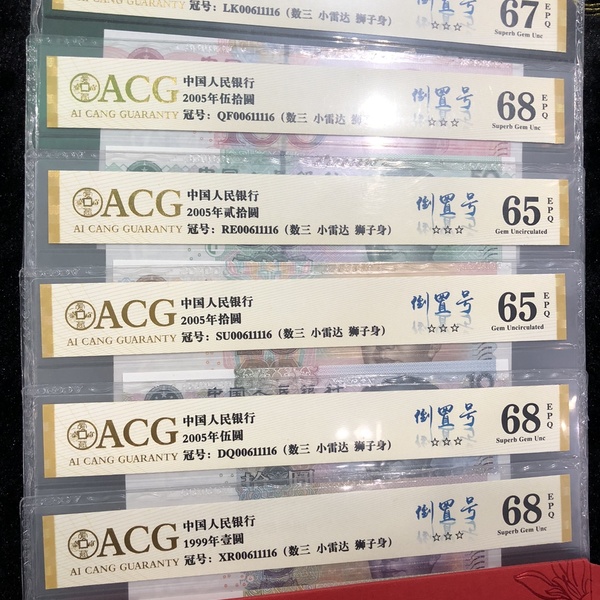 冠号：LK00611116（数三 小雷达 狮子身）
倒置号
☆☆☆
67 EPQ
Superb Gem Unc
ACG
AI CANG GUARANTY
中国人民银行
2005年伍拾圆
冠号：QF00611116（数三 小雷达 狮
倒置号
☆☆☆
68 EPQ
Superb Gem Unc
ACG
AI CANG GUARANTY
中国人民银行
2005年贰拾圆
冠号：RE00611116（数三 小雷达 狮子身）
倒置号
☆☆☆
65 EPQ
Gem Uncirculated
ACG
AI CANG GUARANTY
中国人民银行
2005年拾圆
冠号：SU00611116（数三 小雷达 狮子身）
倒置号
☆☆☆
65 EPQ
Gem Uncirculated
ACG
AI CANG GUARANTY
中国人民银行
2005年伍圆
冠号：DQ00611116（数三 小雷达 狮子身）
倒置号
☆☆☆
68 EPQ
Superb Gem Unc
ACG
AI CANG GUARANTY
中国人民银行
1999年壹圆
冠号：XR00611116（数三 小雷达 狮子身）
倒置号
☆☆☆
68 EPQ
Superb Gem Unc